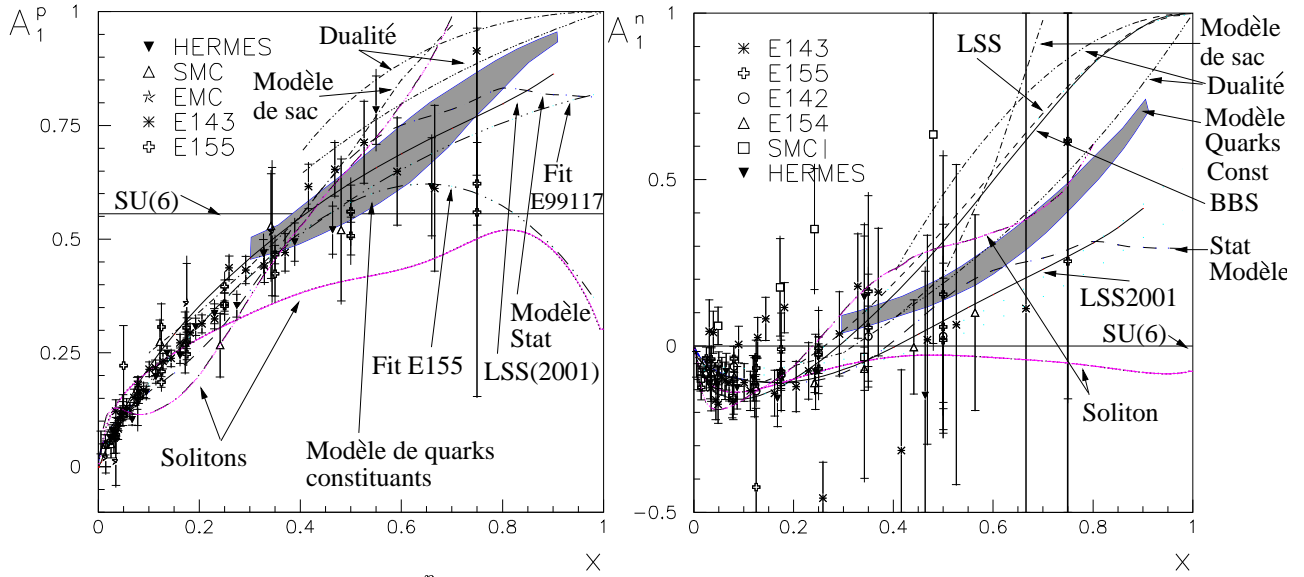 A₁ᵖ
HERMES
SMC
EMC
E143
E155
Dualité
Modèle
de sac
SU(6)
Fit
E99117
Modèle
Stat
LSS(2001)
Fit E155
Modèle de quarks
constituants
Solitons
1
0.75
0.5
0.25
0
0
0.2
0.4
0.6
0.8
1
X
A₁ⁿ
E143
E155
E142
E154
SMC
HERMES
LSS
Modèle
de sac
Dualité
Modèle
Quarks
Const
BBS
Stat
Modèle
LSS2001
SU(6)
Soliton
1
0.5
0
-0.5
0
0.2
0.4
0.6
0.8
1
X
n